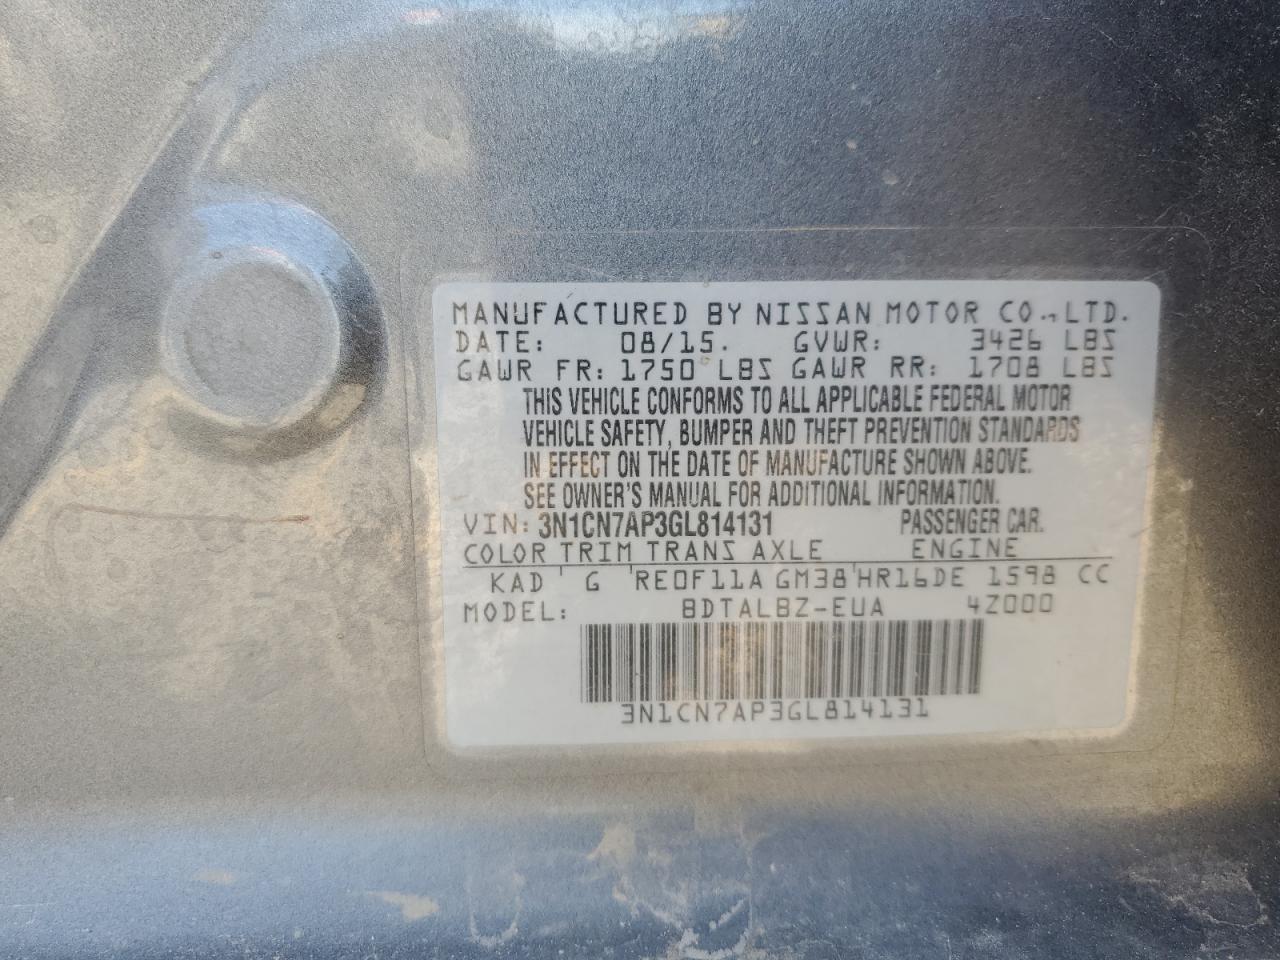 MANUFACTURED BY NISSAN MOTOR CO., LTD.
DATE: 08/15. GVWR: 3426 LBS
GAWR FR: 1750 LBS GAWR RR: 1708 LBS
THIS VEHICLE CONFORMS TO ALL APPLICABLE FEDERAL MOTOR
VEHICLE SAFETY, BUMPER AND THEFT PREVENTION STANDARDS
IN EFFECT ON THE DATE OF MANUFACTURE SHOWN ABOVE.
SEE OWNER'S MANUAL FOR ADDITIONAL INFORMATION.
VIN: 3N1CN7AP3GL814131 PASSENGER CAR.
COLOR TRIM TRANS AXLE ENGINE
KAD ' G 'RE0F11A GM38'HR16DE 1598 CC
MODEL: BDTALBZ-EUA 4Z000
3N1CN7AP3GL814131